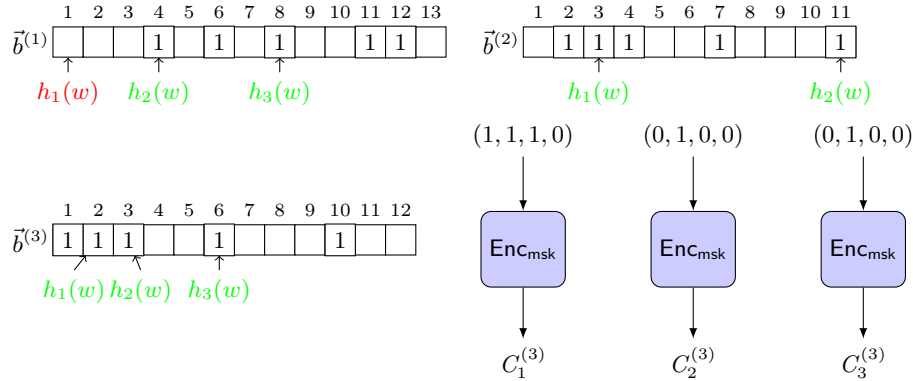 1 2 3 4 5 6 7 8 9 10 11 12 13
b⃗⁽¹⁾ 1 1 1 1 1
h₁(w) h₂(w) h₃(w)
1 2 3 4 5 6 7 8 9 10 11
b⃗⁽²⁾ 1 1 1 1 1
h₁(w) h₂(w)
1 2 3 4 5 6 7 8 9 10 11 12
b⃗⁽³⁾ 1 1 1 1 1
h₁(w) h₂(w) h₃(w)
(1, 1, 1, 0) (0, 1, 0, 0) (0, 1, 0, 0)
Enc_msk Enc_msk Enc_msk
C₁⁽³⁾ C₂⁽³⁾ C₃⁽³⁾